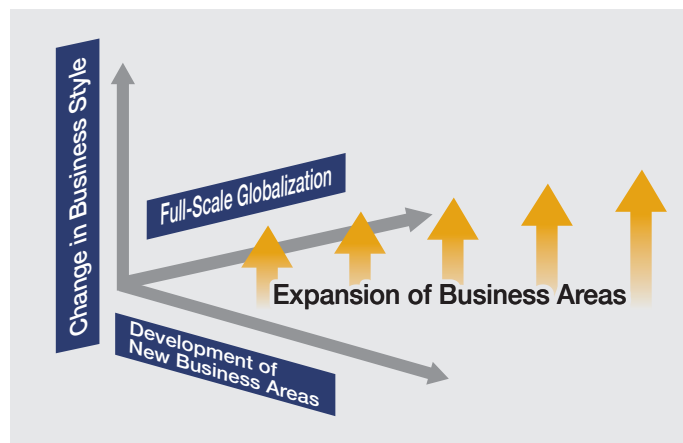 Change in Business Style
Full-Scale Globalization
Expansion of Business Areas
Development of
New Business Areas